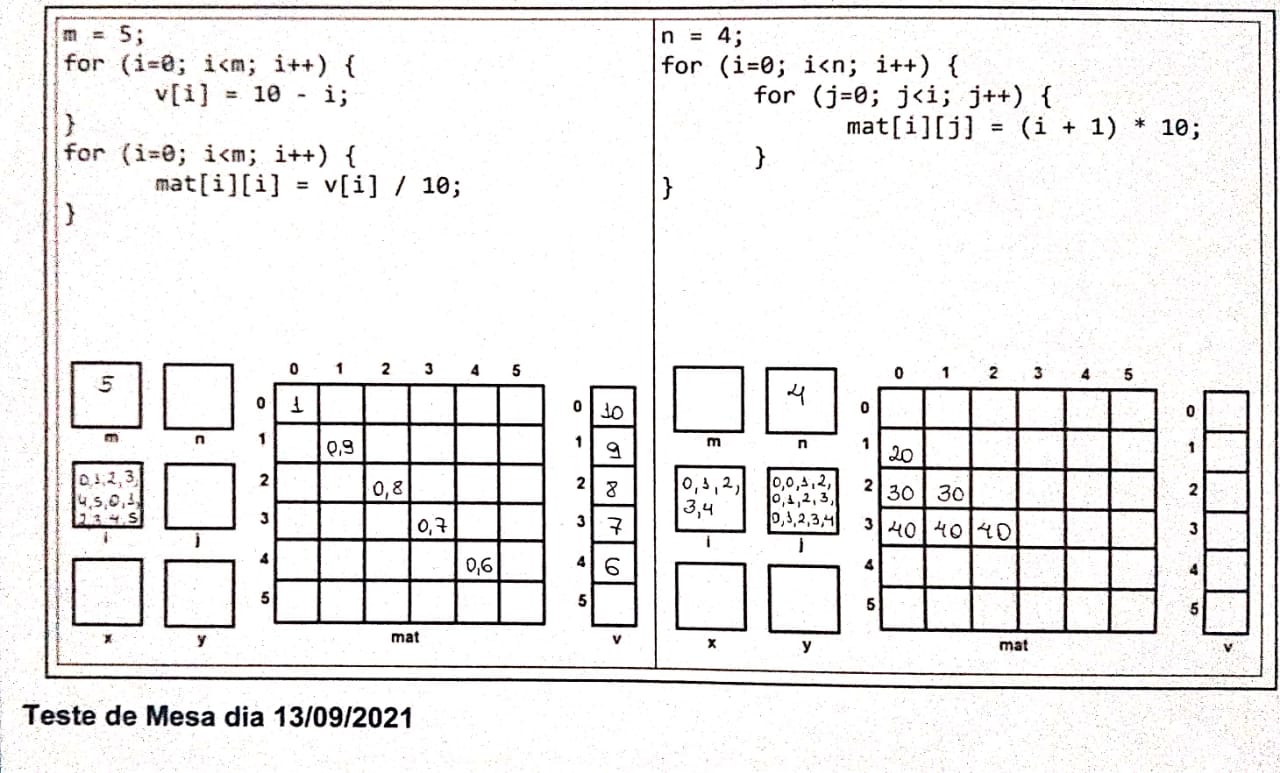 m = 5;
for (i=0; i<m; i++) {
v[i] = 10 - i;
}
for (i=0; i<m; i++) {
mat[i][i] = v[i] / 10;
}
0 1 2 3 4 5
5
m
n
0 1
1 0,9
2 0,8
3 0,7
4 0,6
5
0,1,2,3,
4,5,0,1,
2,3,4,5
i
j
x
y
mat
0 10
1 9
2 8
3 7
4 6
5
v
n = 4;
for (i=0; i<n; i++) {
for (j=0; j<i; j++) {
mat[i][j] = (i + 1) * 10;
}
}
0 1 2 3 4 5
m
4
n
0
1 20
2 30 30
3 40 40 40
4
5
0,1,2,
3,4
i
0,0,1,2,
0,1,2,3,
0,1,2,3,4
j
x
y
mat
0
1
2
3
4
5
v
Teste de Mesa dia 13/09/2021